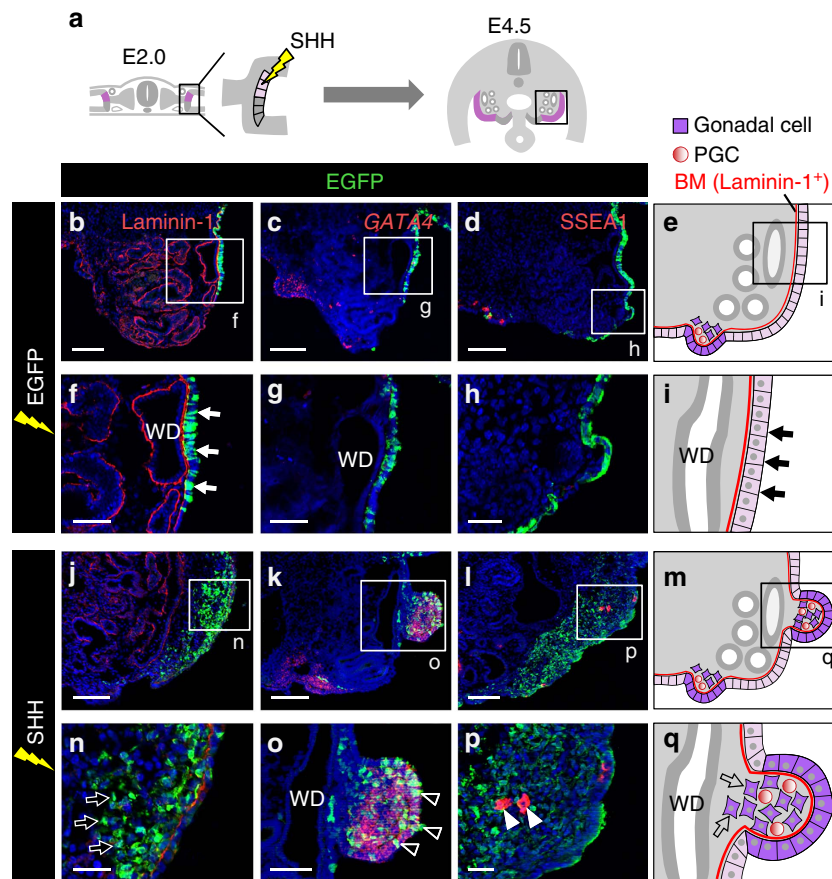 a
E2.0
SHH
E4.5
Gonadal cell
PGC
BM (Laminin-1+)
EGFP
EGFP
b Laminin-1
f
c GATA4
g
d SSEA1
h
e
i
f
WD
g
WD
h
i
WD
SHH
j
n
k
o
l
p
m
q
n
o
WD
p
q
WD